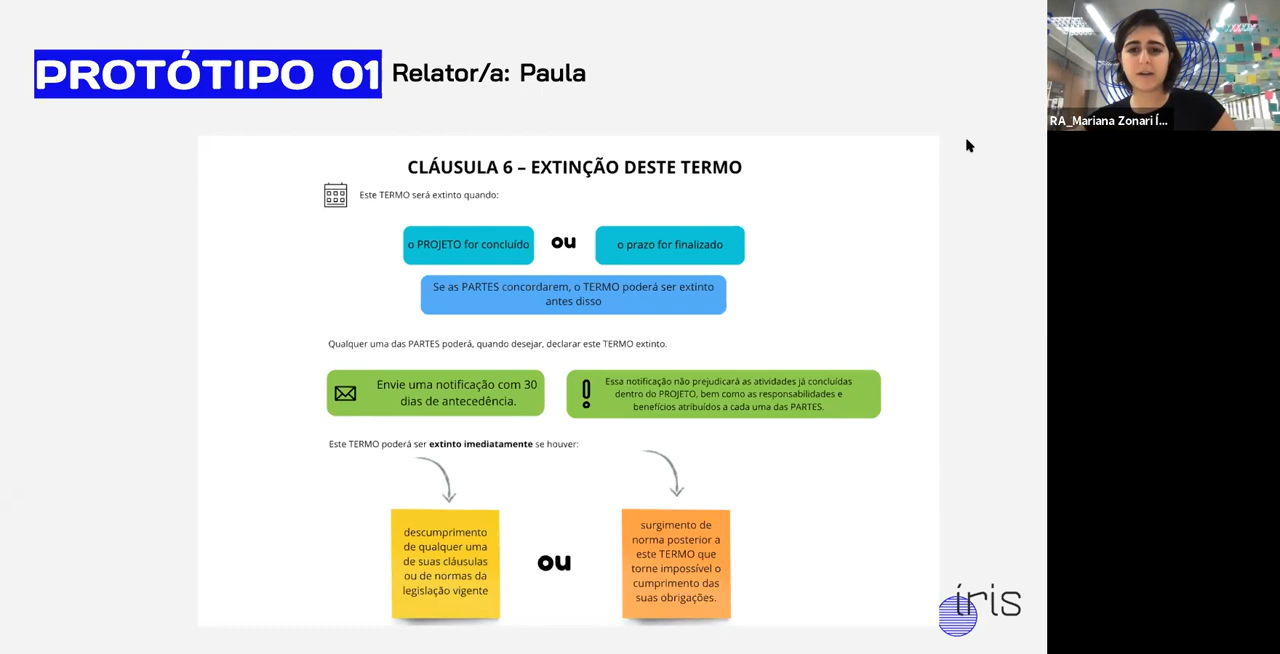 PROTÓTIPO 01 Relator/a: Paula
RA_Mariana Zonari Í...
CLÁUSULA 6 – EXTINÇÃO DESTE TERMO
Este TERMO será extinto quando:
o PROJETO for concluído
ou
o prazo for finalizado
Se as PARTES concordarem, o TERMO poderá ser extinto
antes disso
Qualquer uma das PARTES poderá, quando desejar, declarar este TERMO extinto.
Envie uma notificação com 30
dias de antecedência.
Essa notificação não prejudicará as atividades já concluídas
dentro do PROJETO, bem como as responsabilidades e
benefícios atribuídos a cada uma das PARTES.
Este TERMO poderá ser extinto imediatamente se houver:
descumprimento
de qualquer uma
de suas cláusulas
ou de normas da
legislação vigente
ou
surgimento de
norma posterior a
este TERMO que
torne impossível o
cumprimento das
suas obrigações.
íris